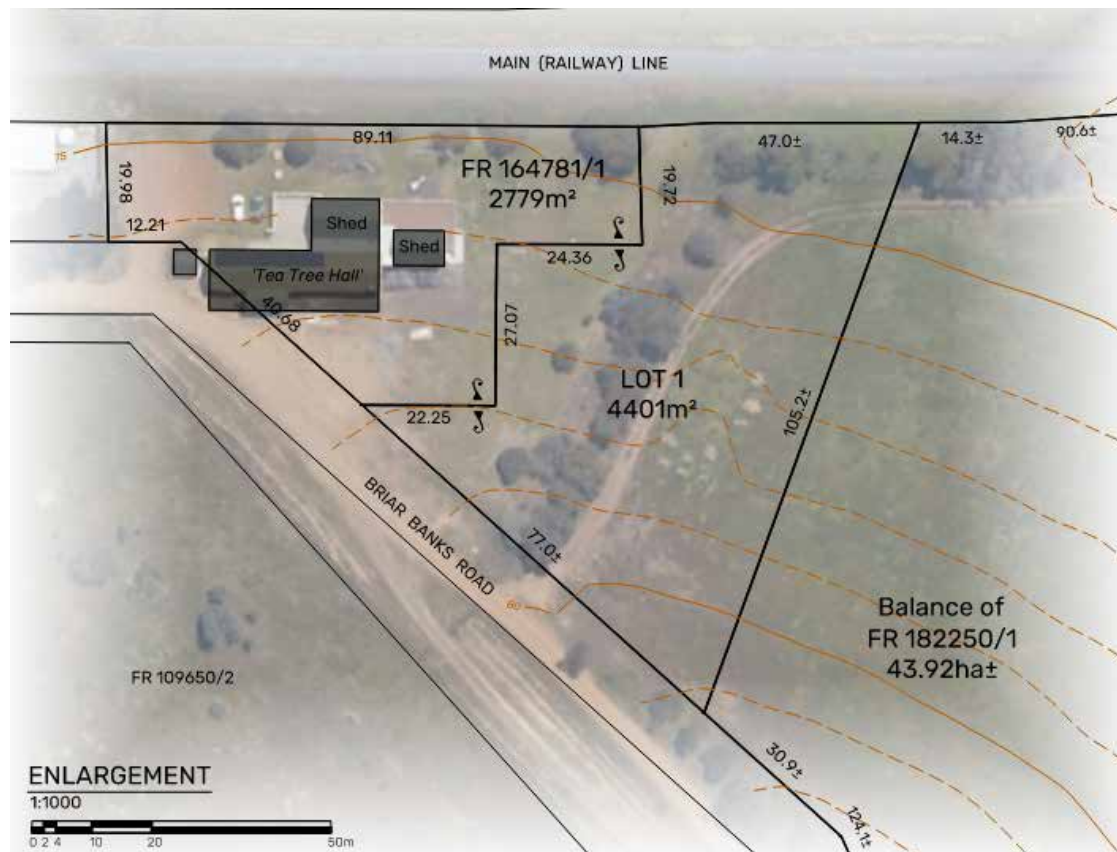 MAIN (RAILWAY) LINE
89.11
47.0±
14.3±
90.6±
15
FR 164781/1
2779m²
19.98
19.72
12.21
Shed
Shed
24.36
'Tea Tree Hall'
40.68
27.07
LOT 1
4401m²
105.2±
22.25
BRIAR BANKS ROAD
77.0±
60
Balance of
FR 182250/1
43.92ha±
FR 109650/2
30.9±
124.1±
ENLARGEMENT
1:1000
0 2 4 10 20 50m